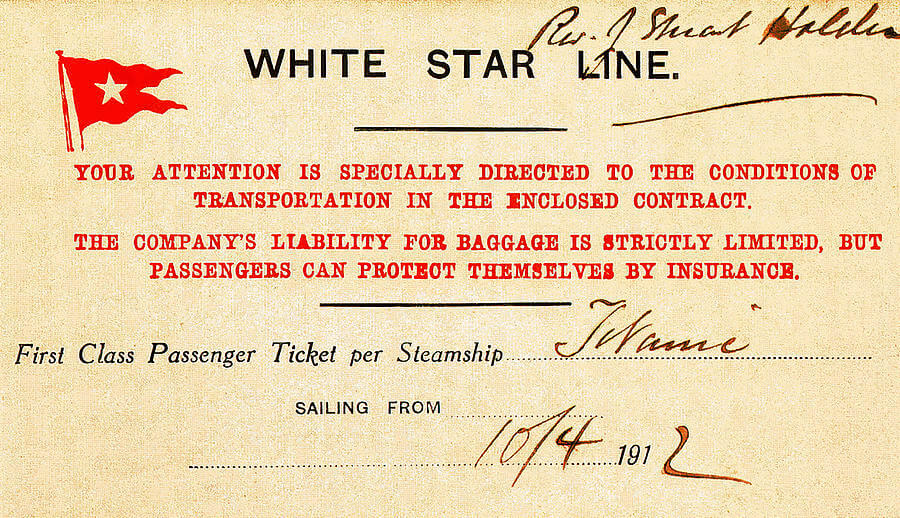 Rev. J Stuart Holden
WHITE STAR LINE.
YOUR ATTENTION IS SPECIALLY DIRECTED TO THE CONDITIONS OF
TRANSPORTATION IN THE ENCLOSED CONTRACT.
THE COMPANY'S LIABILITY FOR BAGGAGE IS STRICTLY LIMITED, BUT
PASSENGERS CAN PROTECT THEMSELVES BY INSURANCE.
First Class Passenger Ticket per Steamship Titanic
SAILING FROM
10/4 1912